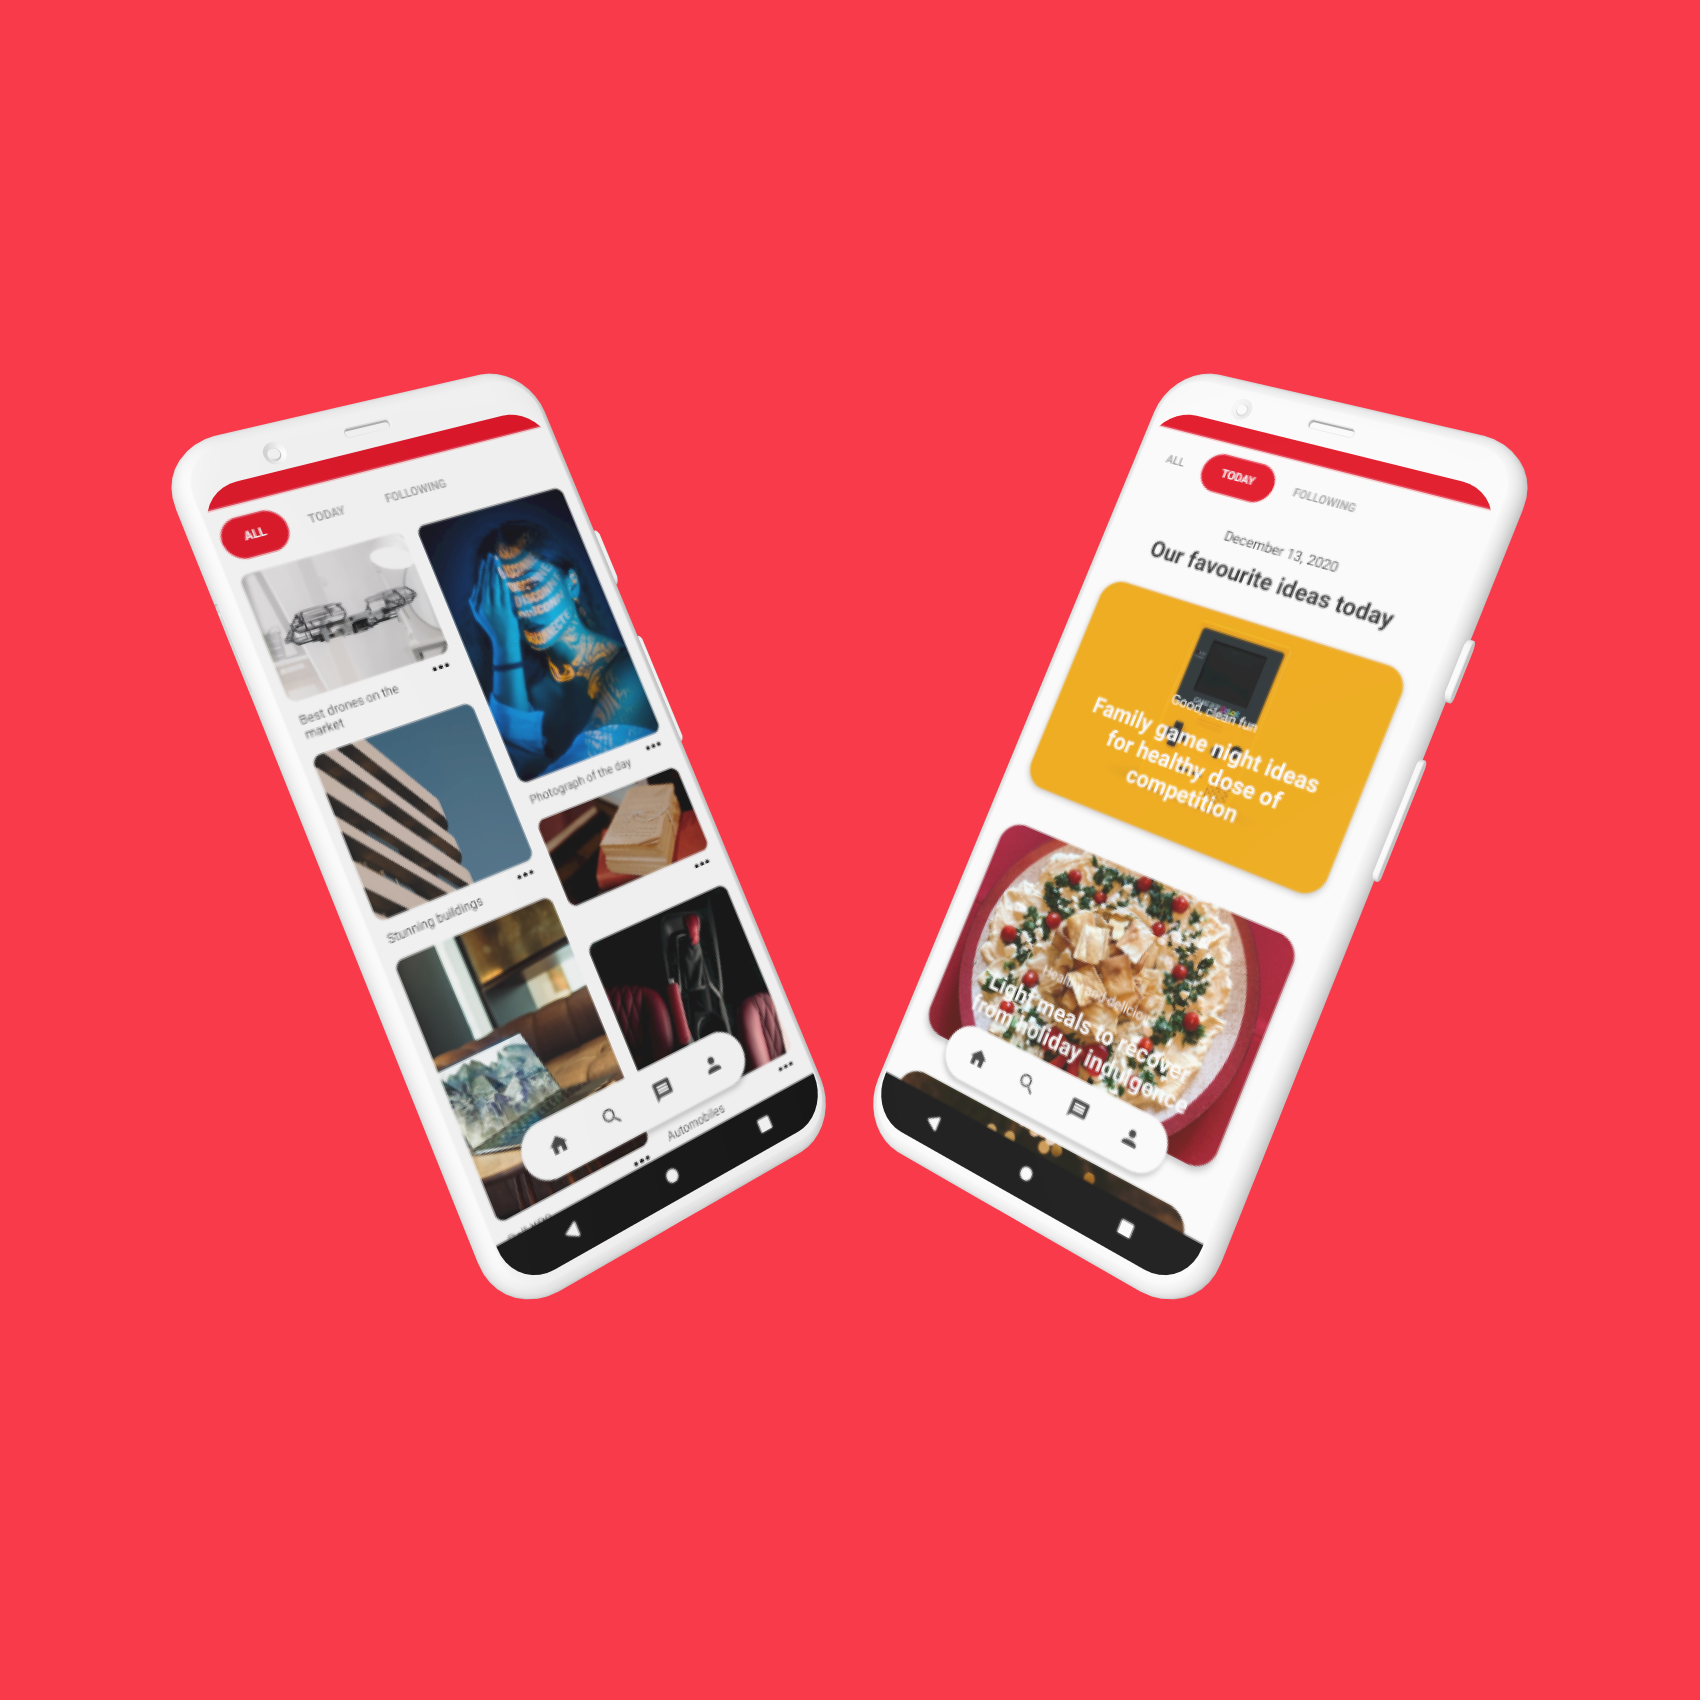 ALL
TODAY
FOLLOWING
Best drones on the
market
Photograph of the day
Stunning buildings
Automobiles
ALL
TODAY
FOLLOWING
December 13, 2020
Our favourite ideas today
Good, clean fun
Family game night ideas
for healthy dose of
competition
Healthy and delicious
Light meals to recover
from holiday indulgence